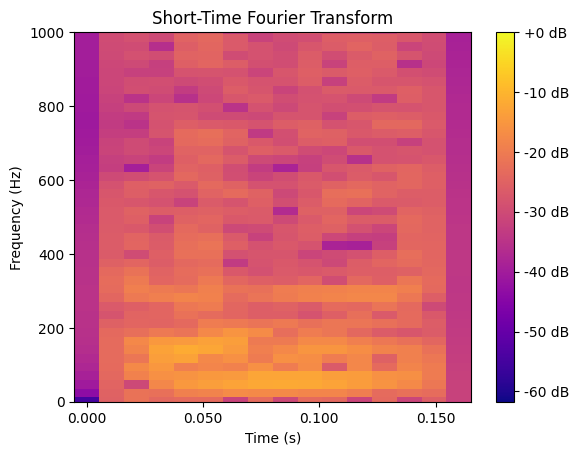 Short-Time Fourier Transform
1000
800
600
400
200
0
Frequency (Hz)
0.000
0.050
0.100
0.150
Time (s)
+0 dB
-10 dB
-20 dB
-30 dB
-40 dB
-50 dB
-60 dB